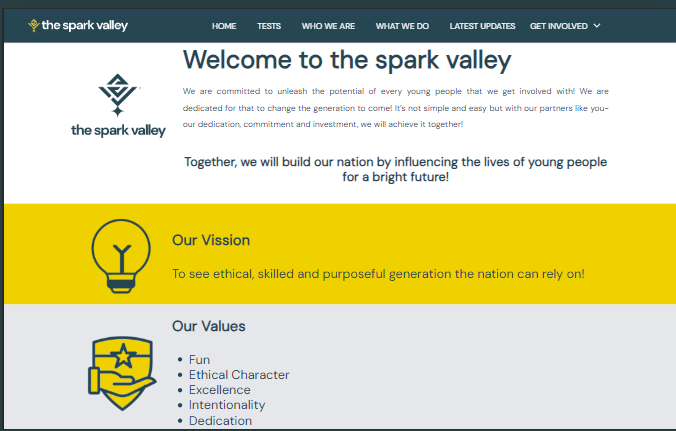 the spark valley HOME TESTS WHO WE ARE WHAT WE DO LATEST UPDATES GET INVOLVED
Welcome to the spark valley
We are committed to unleash the potential of every young people that we get involved with! We are
dedicated for that to change the generation to come! It's not simple and easy but with our partners like you-
our dedication, commitment and investment, we will achieve it together!
the spark valley
Together, we will build our nation by influencing the lives of young people
for a bright future!
Our Vission
To see ethical, skilled and purposeful generation the nation can rely on!
Our Values
• Fun
• Ethical Character
• Excellence
• Intentionality
• Dedication